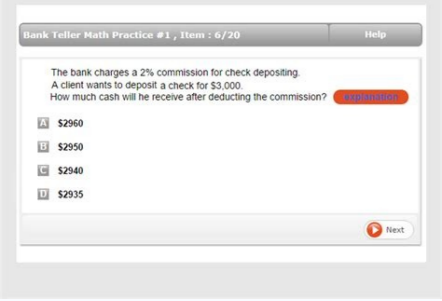 Bank Teller Math Practice #1 , Item : 6/20
Help
The bank charges a 2% commission for check depositing.
A client wants to deposit a check for $3,000.
How much cash will he receive after deducting the commission?
explanation
A $2960
B $2950
C $2940
D $2935
Next